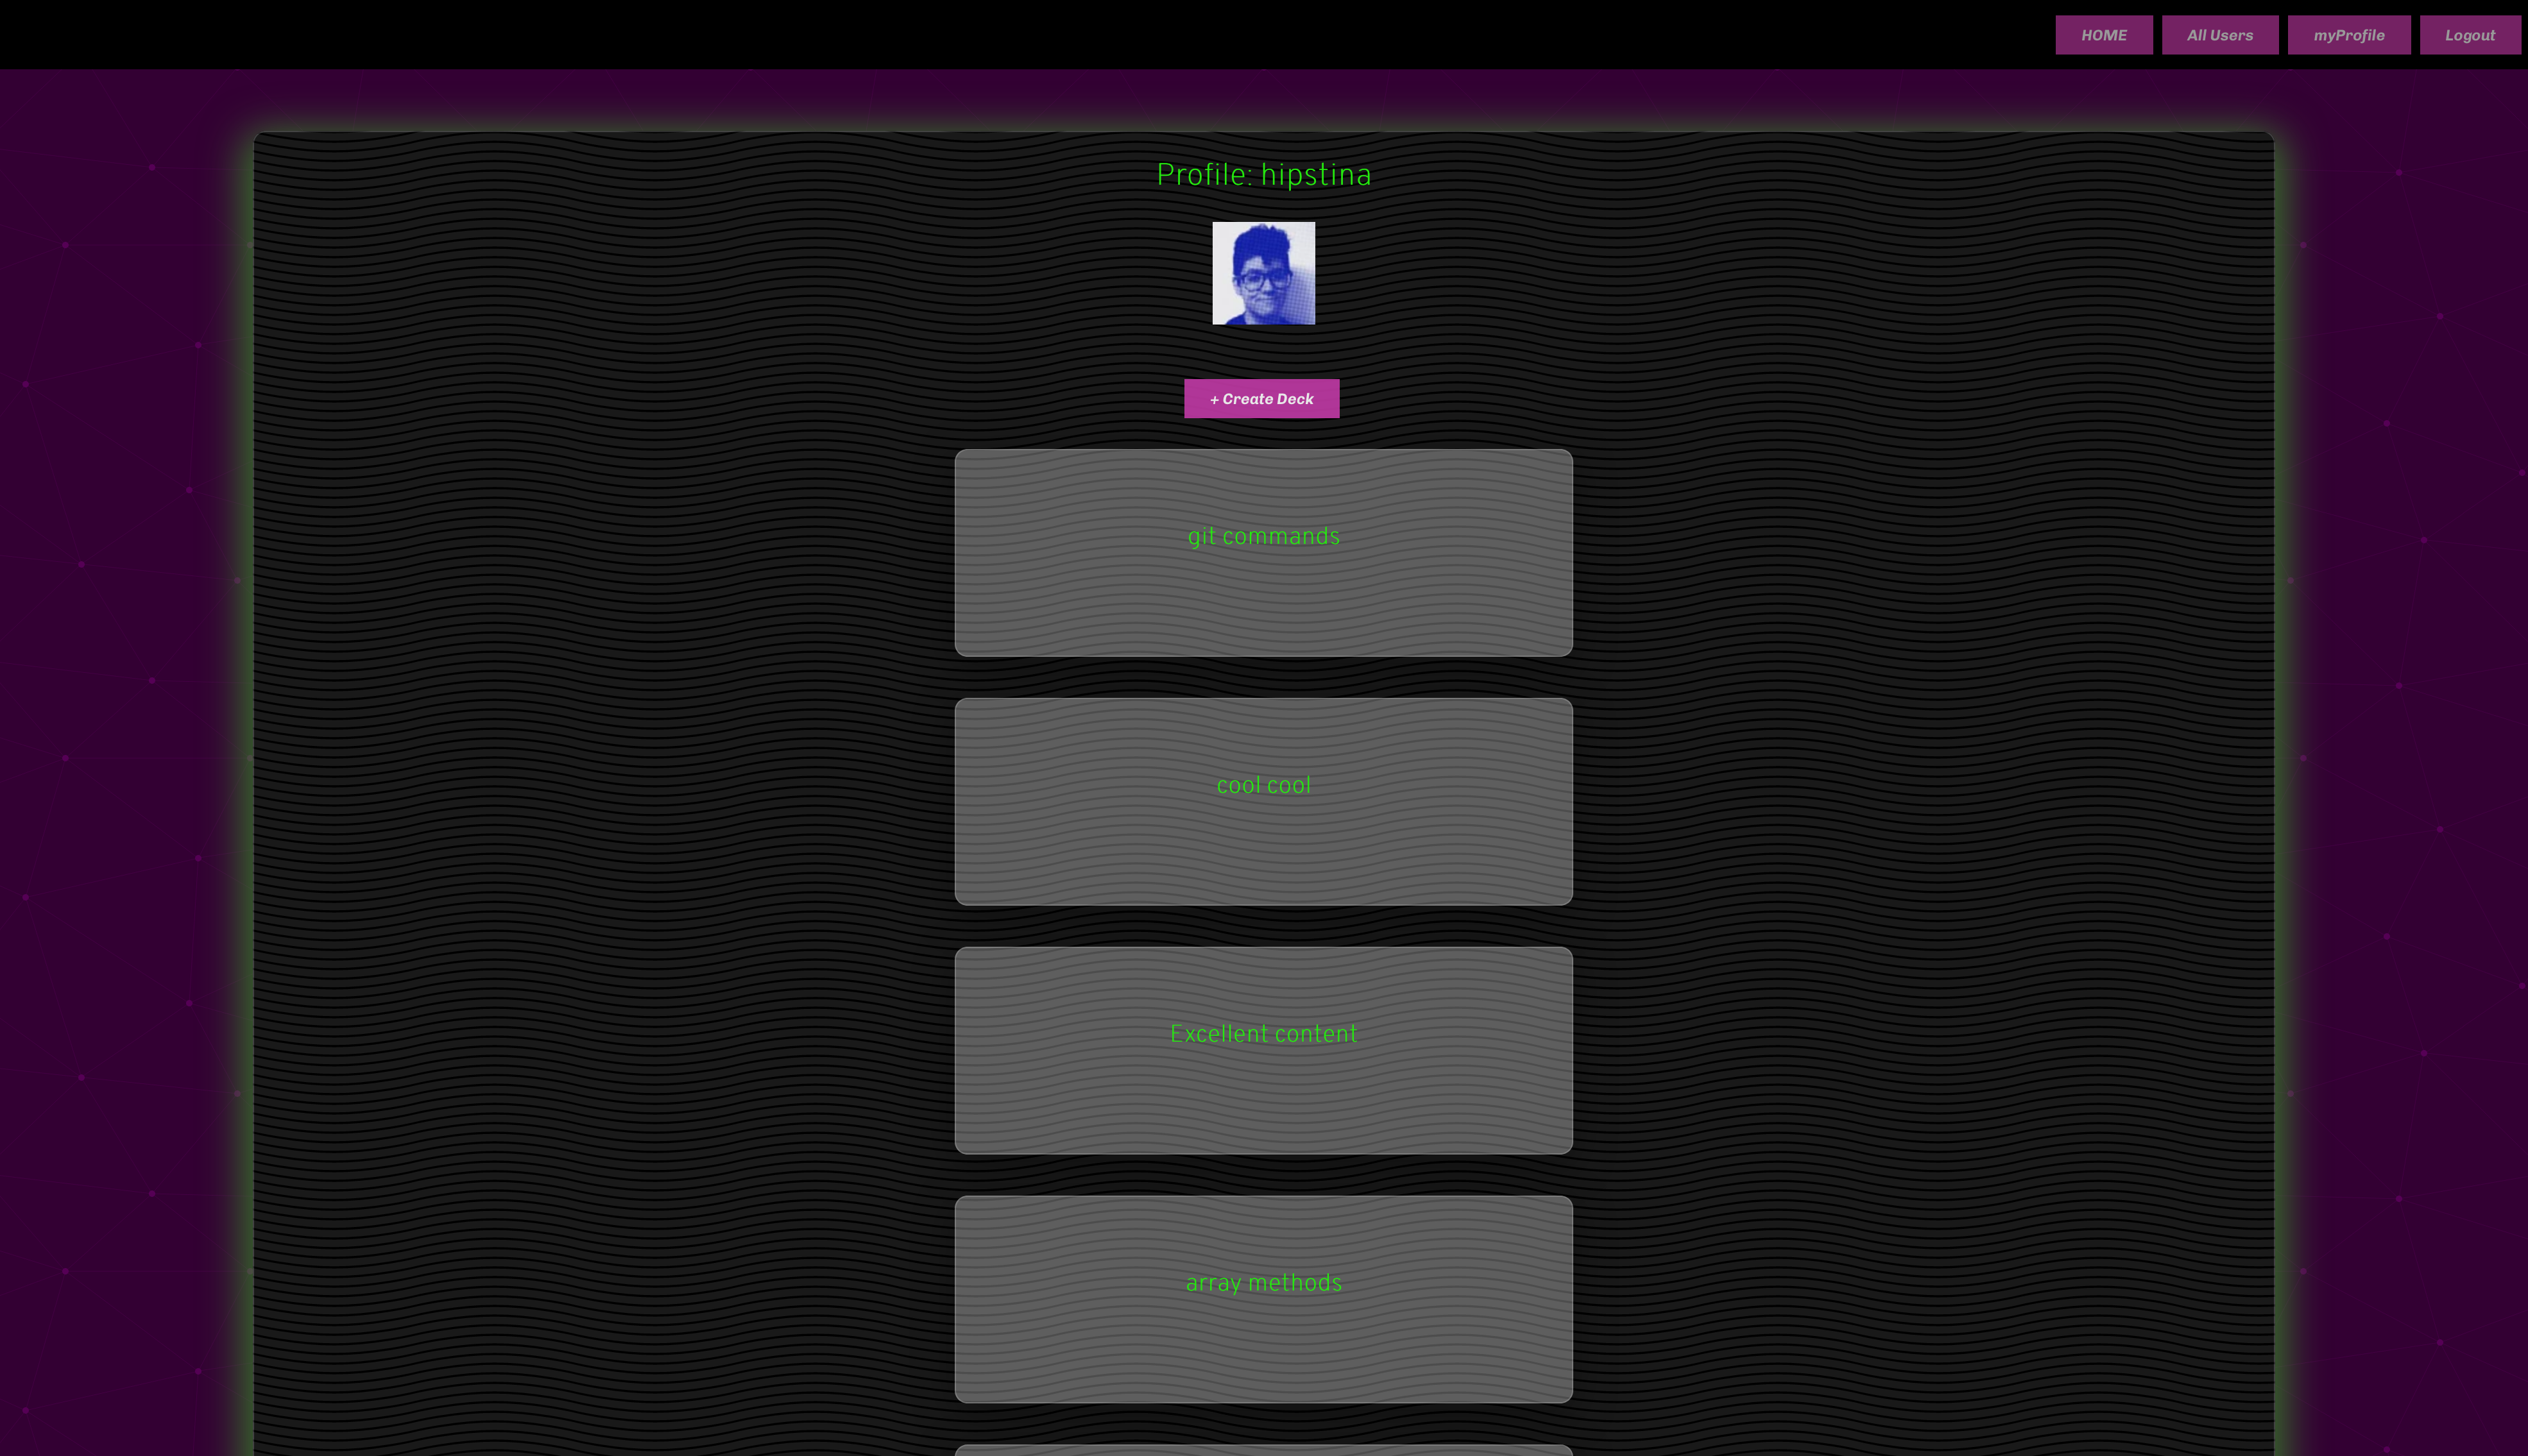 HOME All Users myProfile Logout
Profile: hipstina
+ Create Deck
git commands
cool cool
Excellent content
array methods